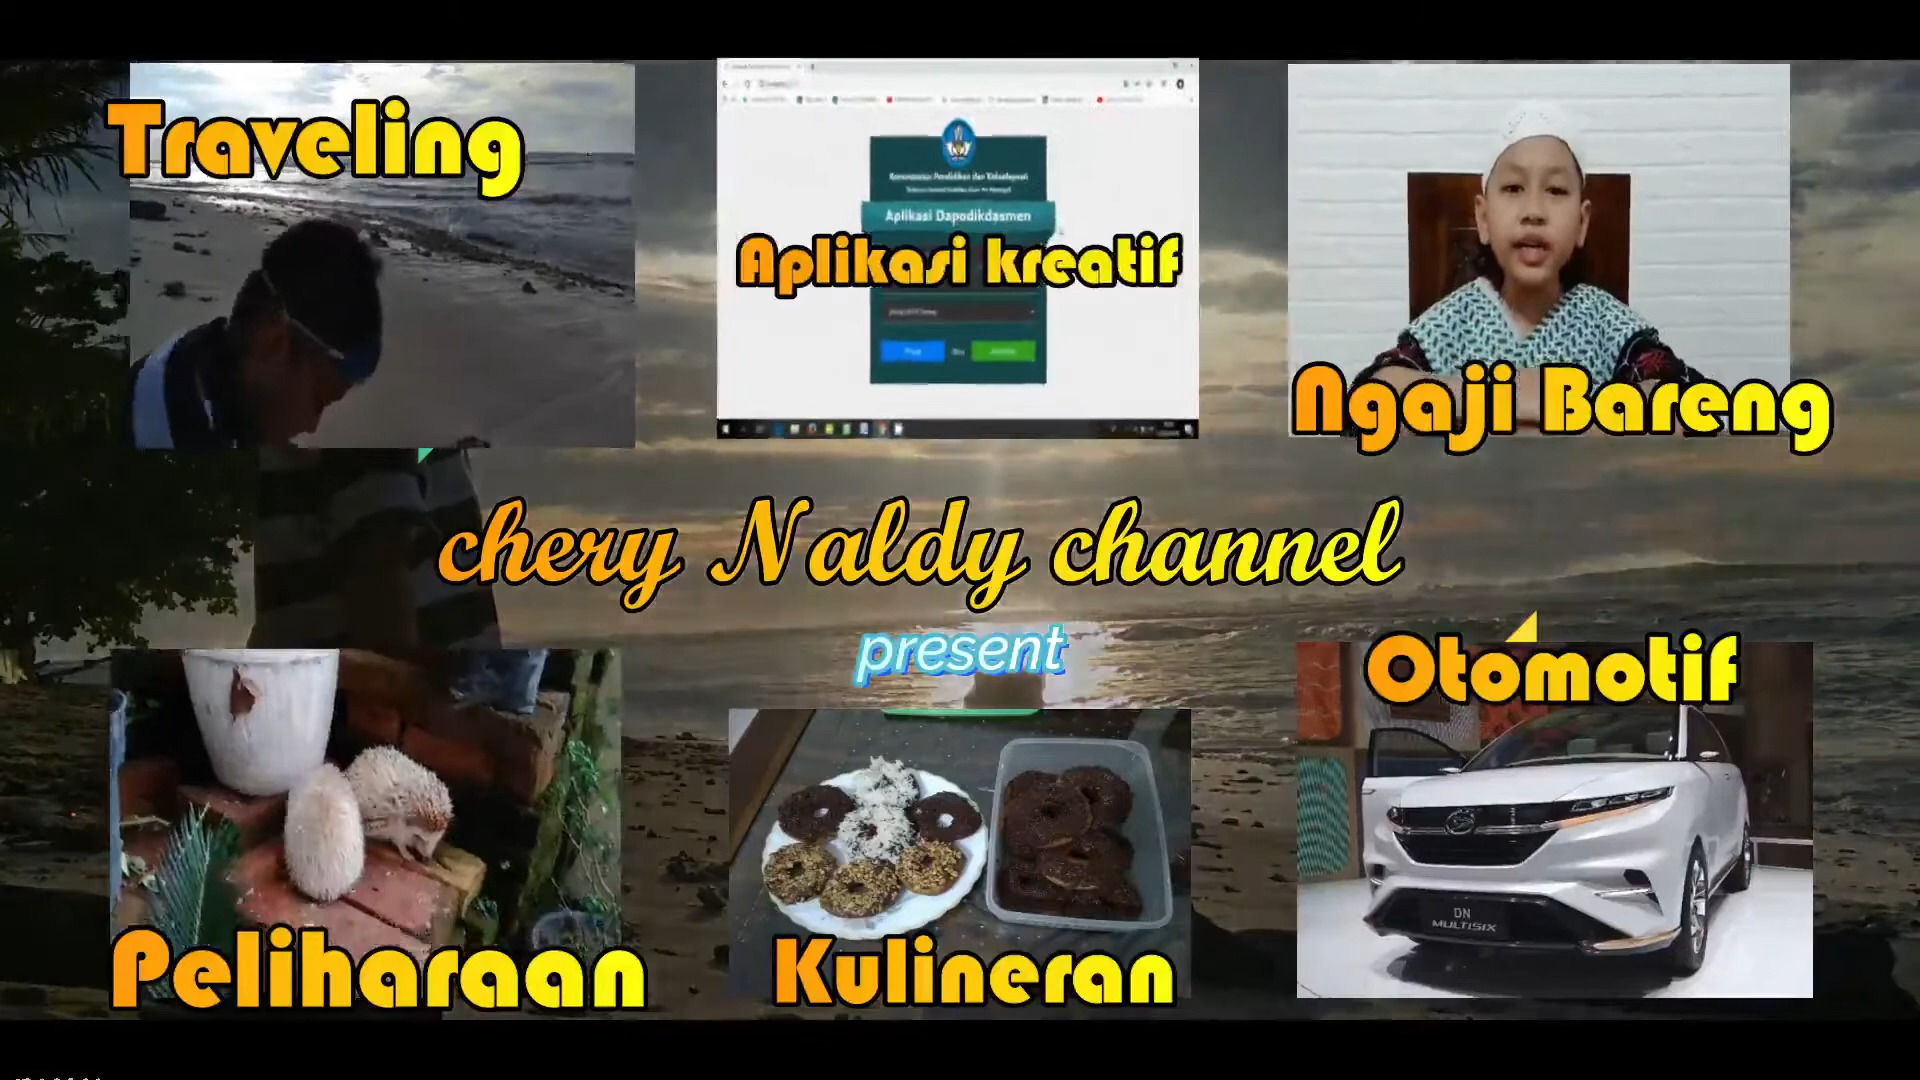 Traveling
Aplikasi Dapodikdasmen
Aplikasi kreatif
Ngaji Bareng
chery Naldy channel
present
Otomotif
DN
MULTISIX
Peliharaan
Kulineran